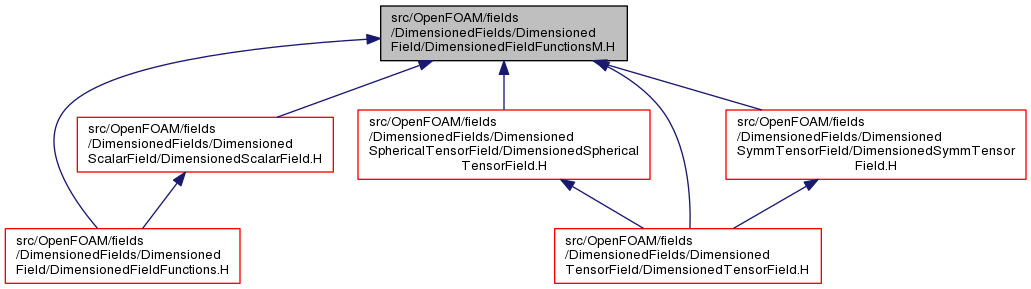 src/OpenFOAM/fields
/DimensionedFields/Dimensioned
Field/DimensionedFieldFunctionsM.H
src/OpenFOAM/fields
/DimensionedFields/Dimensioned
ScalarField/DimensionedScalarField.H
src/OpenFOAM/fields
/DimensionedFields/Dimensioned
SphericalTensorField/DimensionedSpherical
TensorField.H
src/OpenFOAM/fields
/DimensionedFields/Dimensioned
SymmTensorField/DimensionedSymmTensor
Field.H
src/OpenFOAM/fields
/DimensionedFields/Dimensioned
Field/DimensionedFieldFunctions.H
src/OpenFOAM/fields
/DimensionedFields/Dimensioned
TensorField/DimensionedTensorField.H